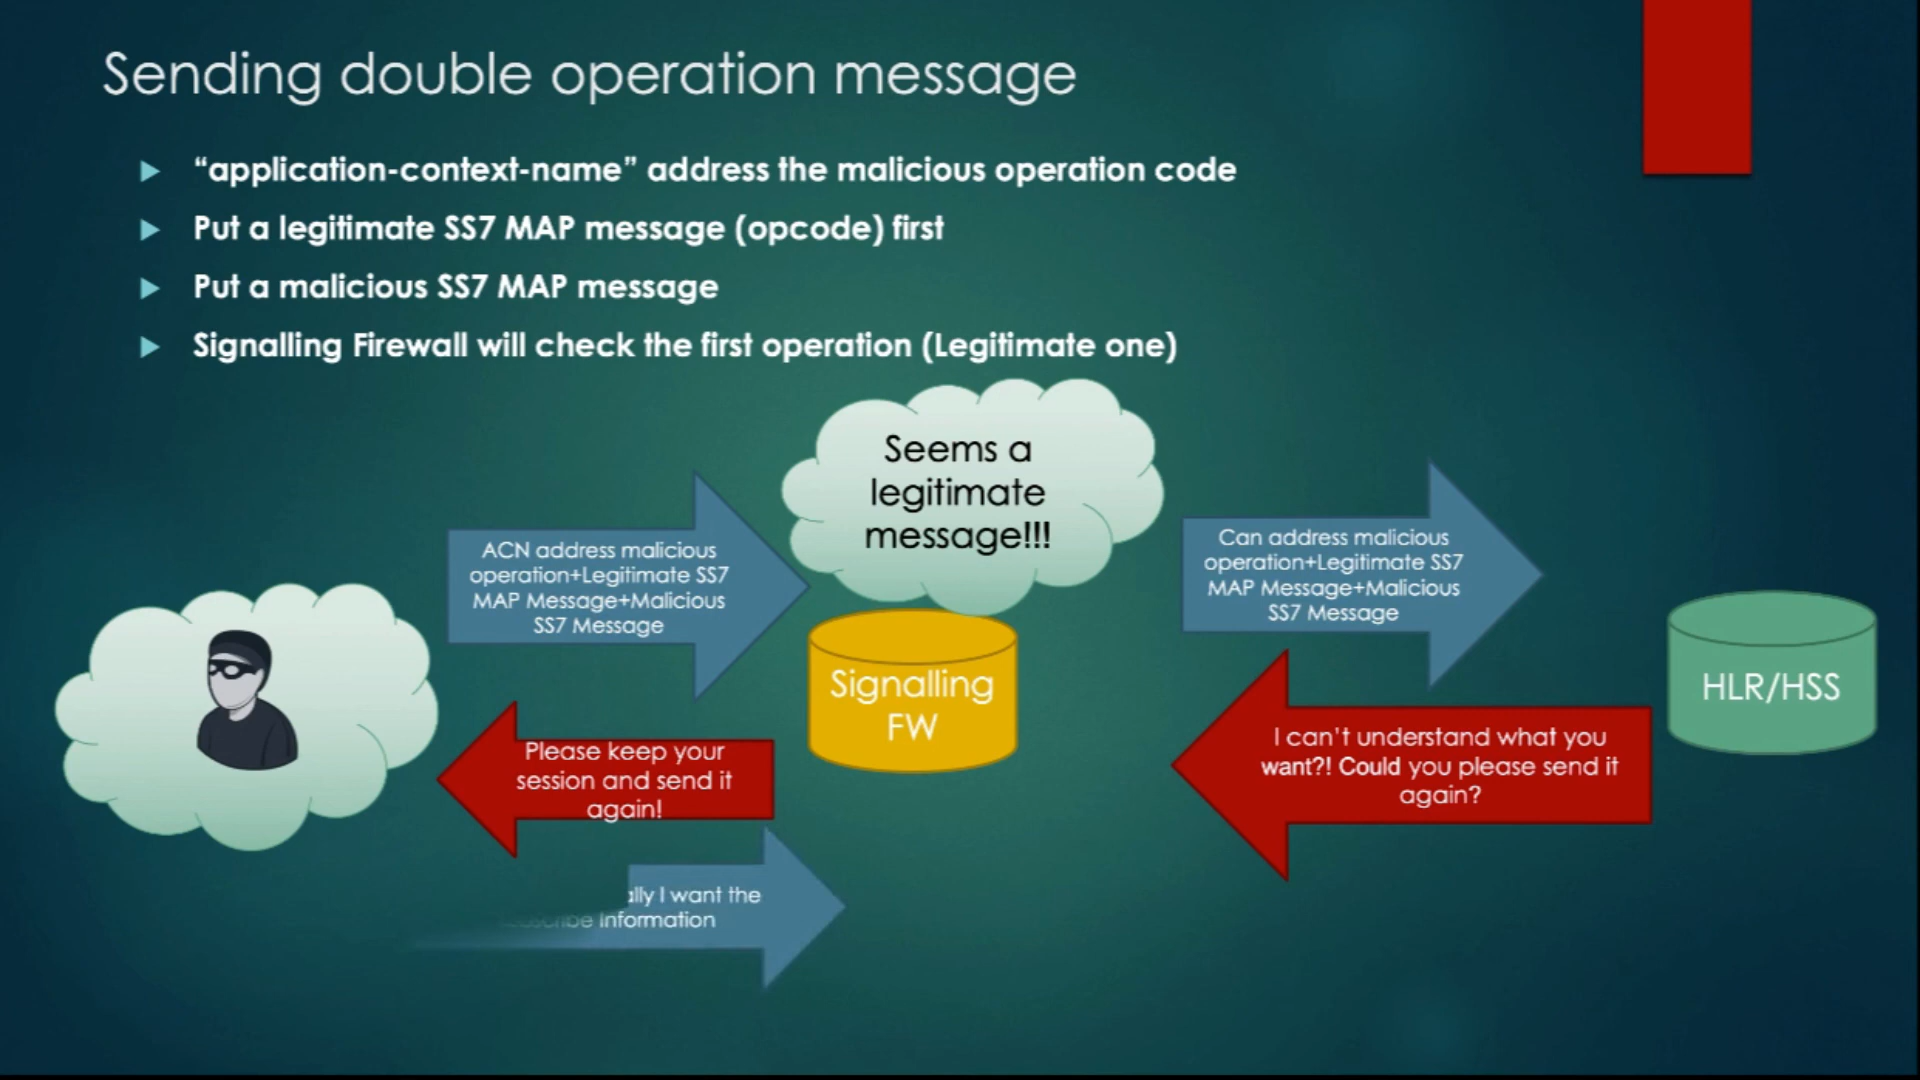 Sending double operation message
“application-context-name” address the malicious operation code
Put a legitimate SS7 MAP message (opcode) first
Put a malicious SS7 MAP message
Signalling Firewall will check the first operation (Legitimate one)
Seems a
legitimate
message!!!
ACN address malicious
operation+Legitimate SS7
MAP Message+Malicious
SS7 Message
Can address malicious
operation+Legitimate SS7
MAP Message+Malicious
SS7 Message
Signalling
FW
HLR/HSS
I can’t understand what you
want?! Could you please send it
again?
Please keep your
session and send it
again!
I want the
Information